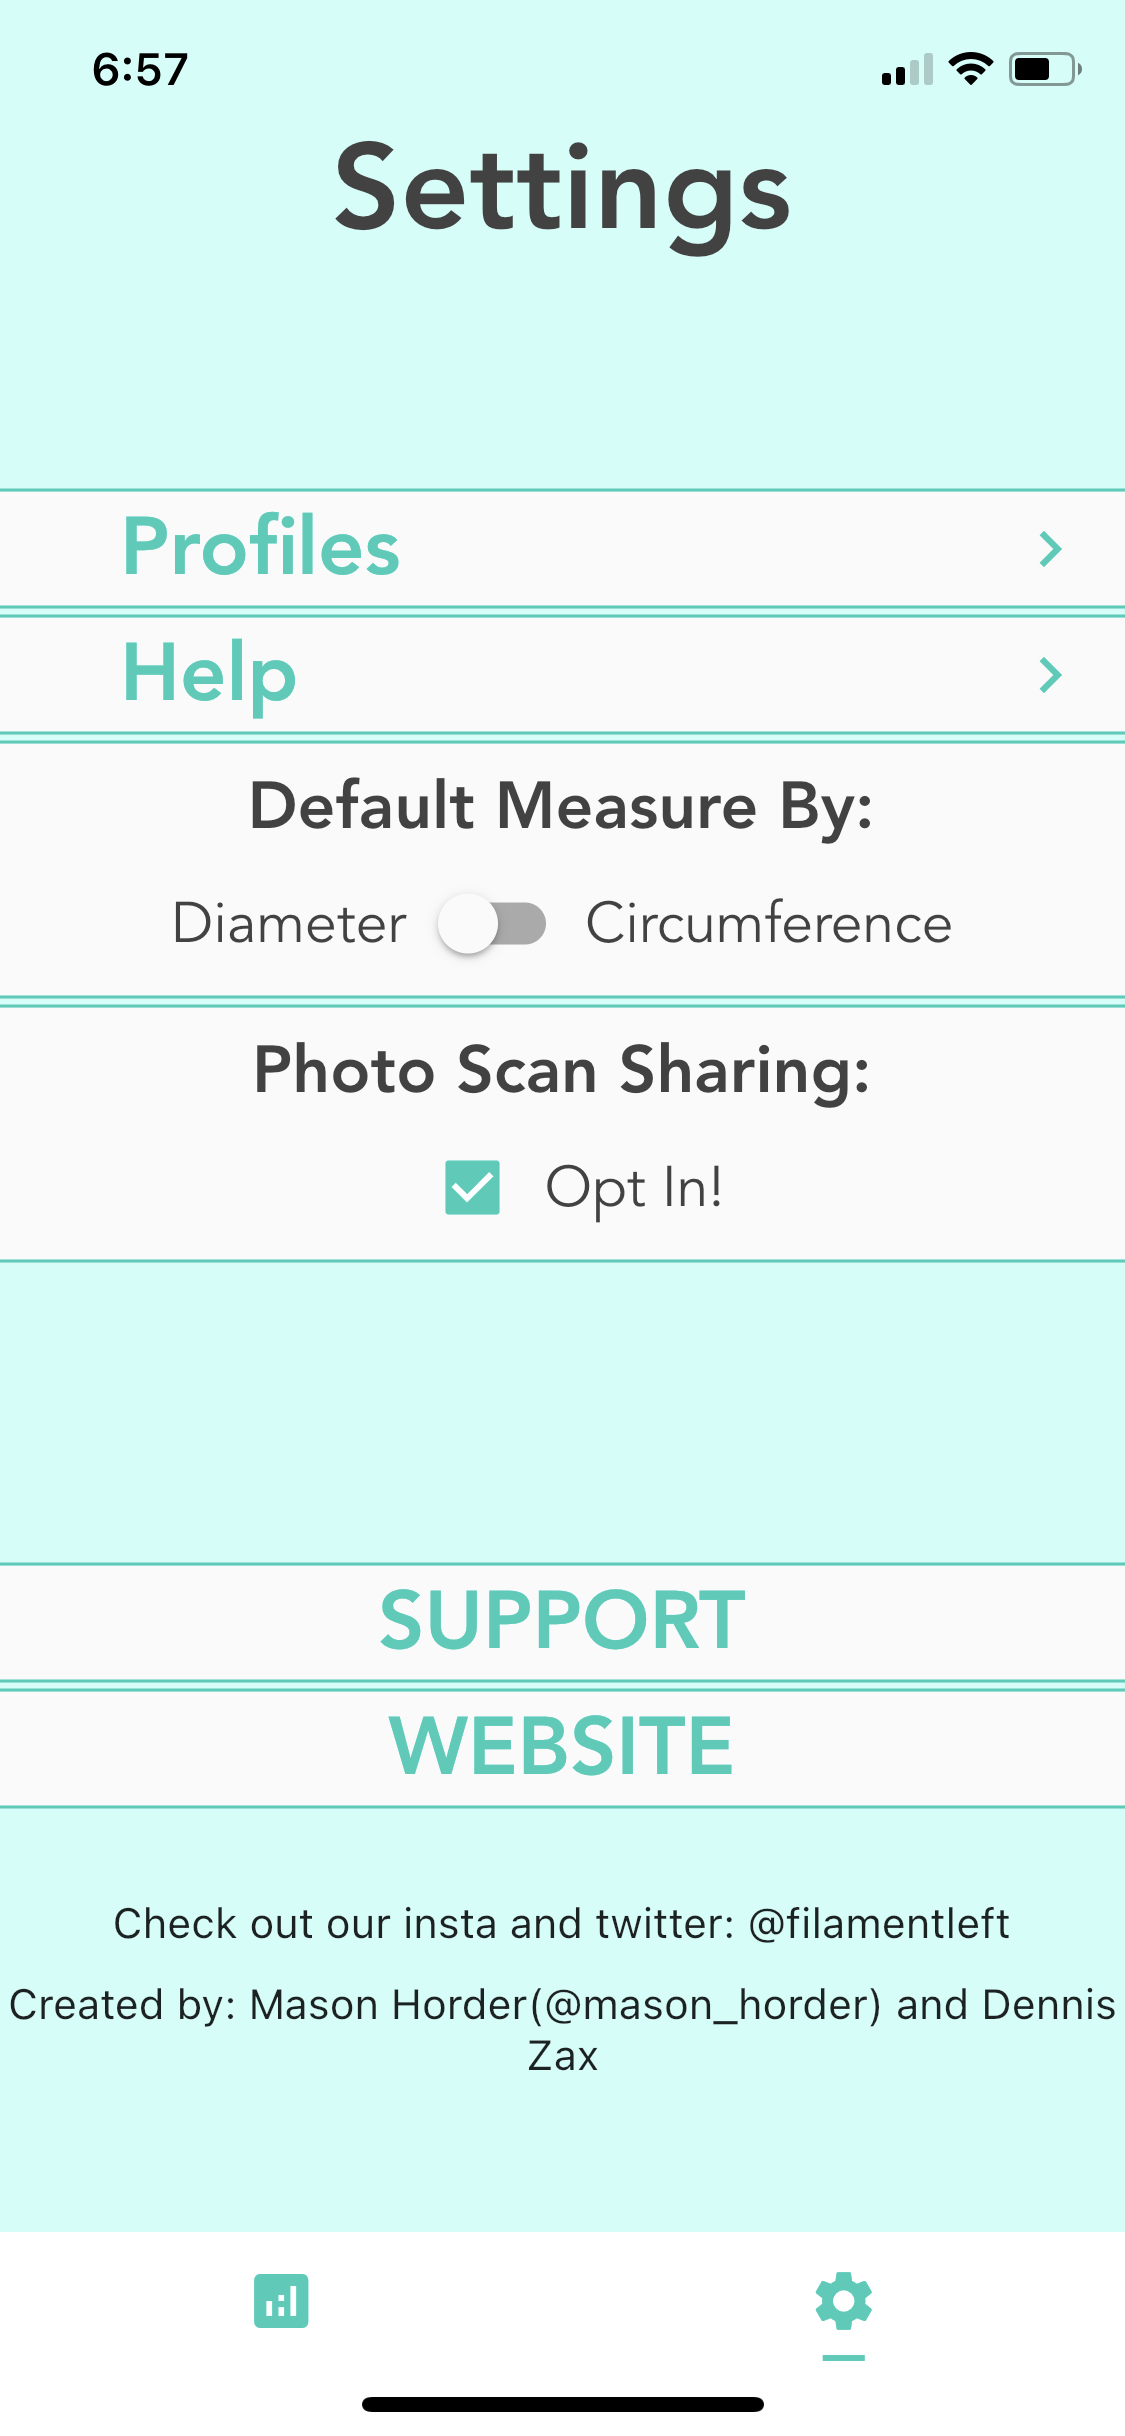 6:57
Settings
Profiles
Help
Default Measure By:
Diameter Circumference
Photo Scan Sharing:
Opt In!
SUPPORT
WEBSITE
Check out our insta and twitter: @filamentleft
Created by: Mason Horder(@mason_horder) and Dennis
Zax